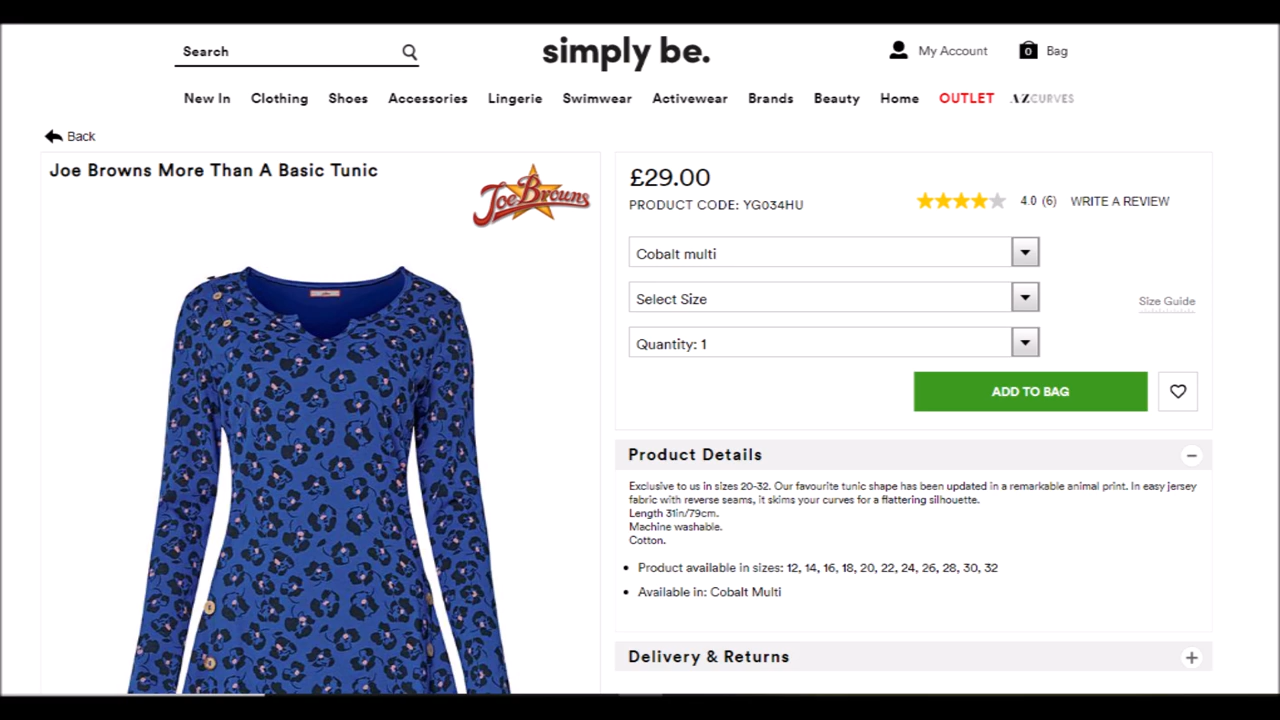 Search
simply be.
My Account
0
Bag
New In Clothing Shoes Accessories Lingerie Swimwear Activewear Brands Beauty Home OUTLET AZCURVES
Back
Joe Browns More Than A Basic Tunic
Joe Browns
£29.00
PRODUCT CODE: YG034HU
4.0 (6) WRITE A REVIEW
Cobalt multi
Select Size
Size Guide
Quantity: 1
ADD TO BAG
Product Details
Exclusive to us in sizes 20-32. Our favourite tunic shape has been updated in a remarkable animal print. In easy jersey
fabric with reverse seams, it skims your curves for a flattering silhouette.
Length 31in/79cm.
Machine washable.
Cotton.
Product available in sizes: 12, 14, 16, 18, 20, 22, 24, 26, 28, 30, 32
Available in: Cobalt Multi
Delivery & Returns